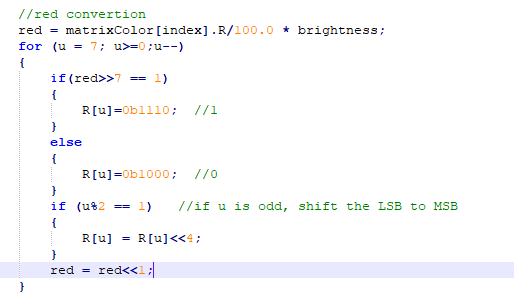 //red convertion
red = matrixColor[index].R/100.0 * brightness;
for (u = 7; u>=0;u--)
{
if(red>>7 == 1)
{
R[u]=0b1110; //1
}
else
{
R[u]=0b1000; //0
}
if (u%2 == 1) //if u is odd, shift the LSB to MSB
{
R[u] = R[u]<<4;
}
red = red<<1;
}